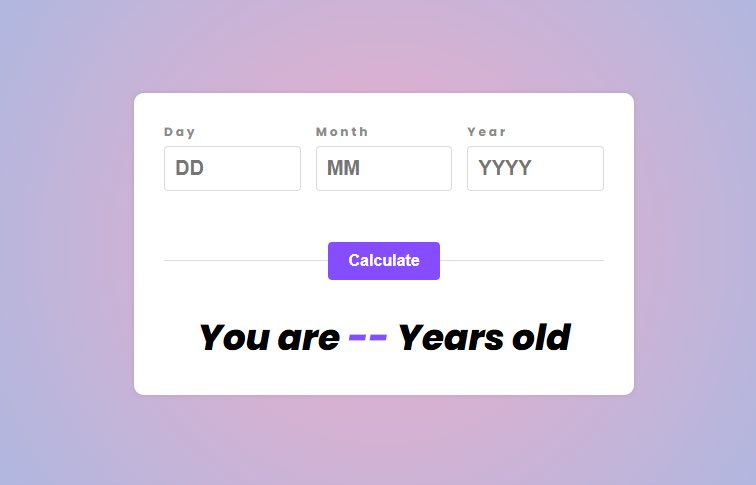 Day Month Year
DD MM YYYY
Calculate
You are -- Years old